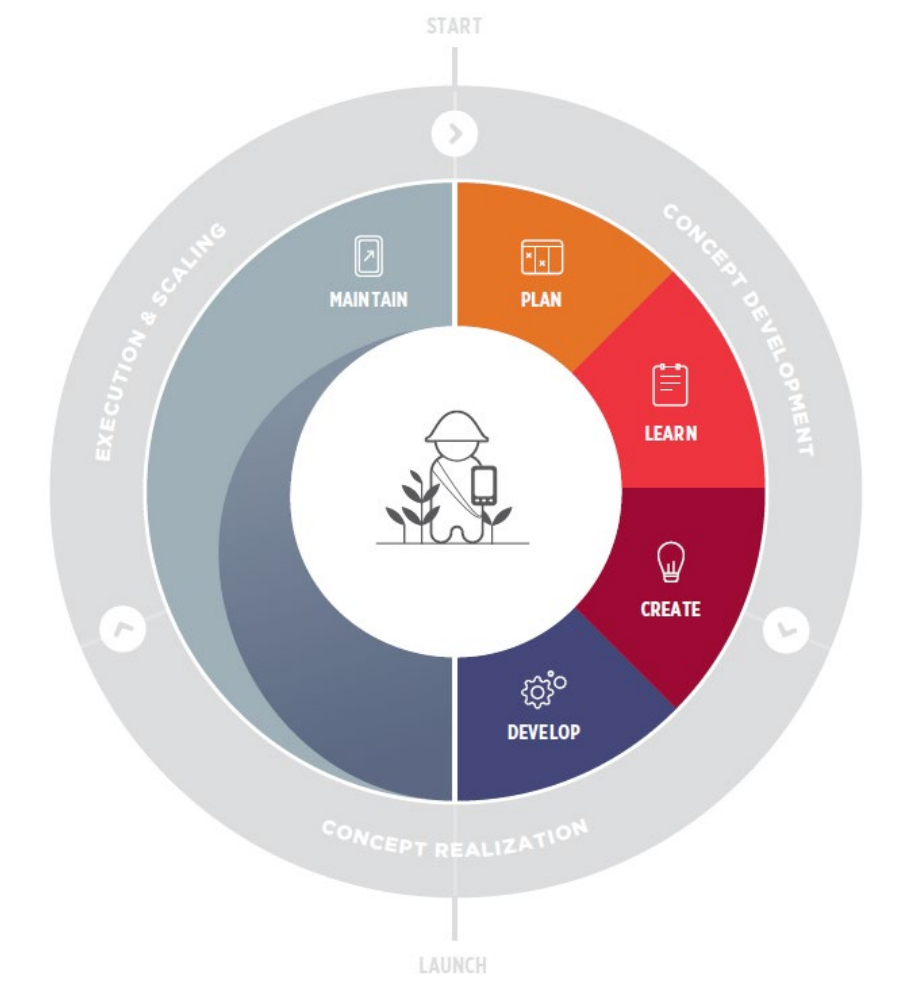 START
EXECUTION & SCALING
CONCEPT DEVELOPMENT
MAINTAIN
PLAN
LEARN
CREATE
DEVELOP
CONCEPT REALIZATION
LAUNCH